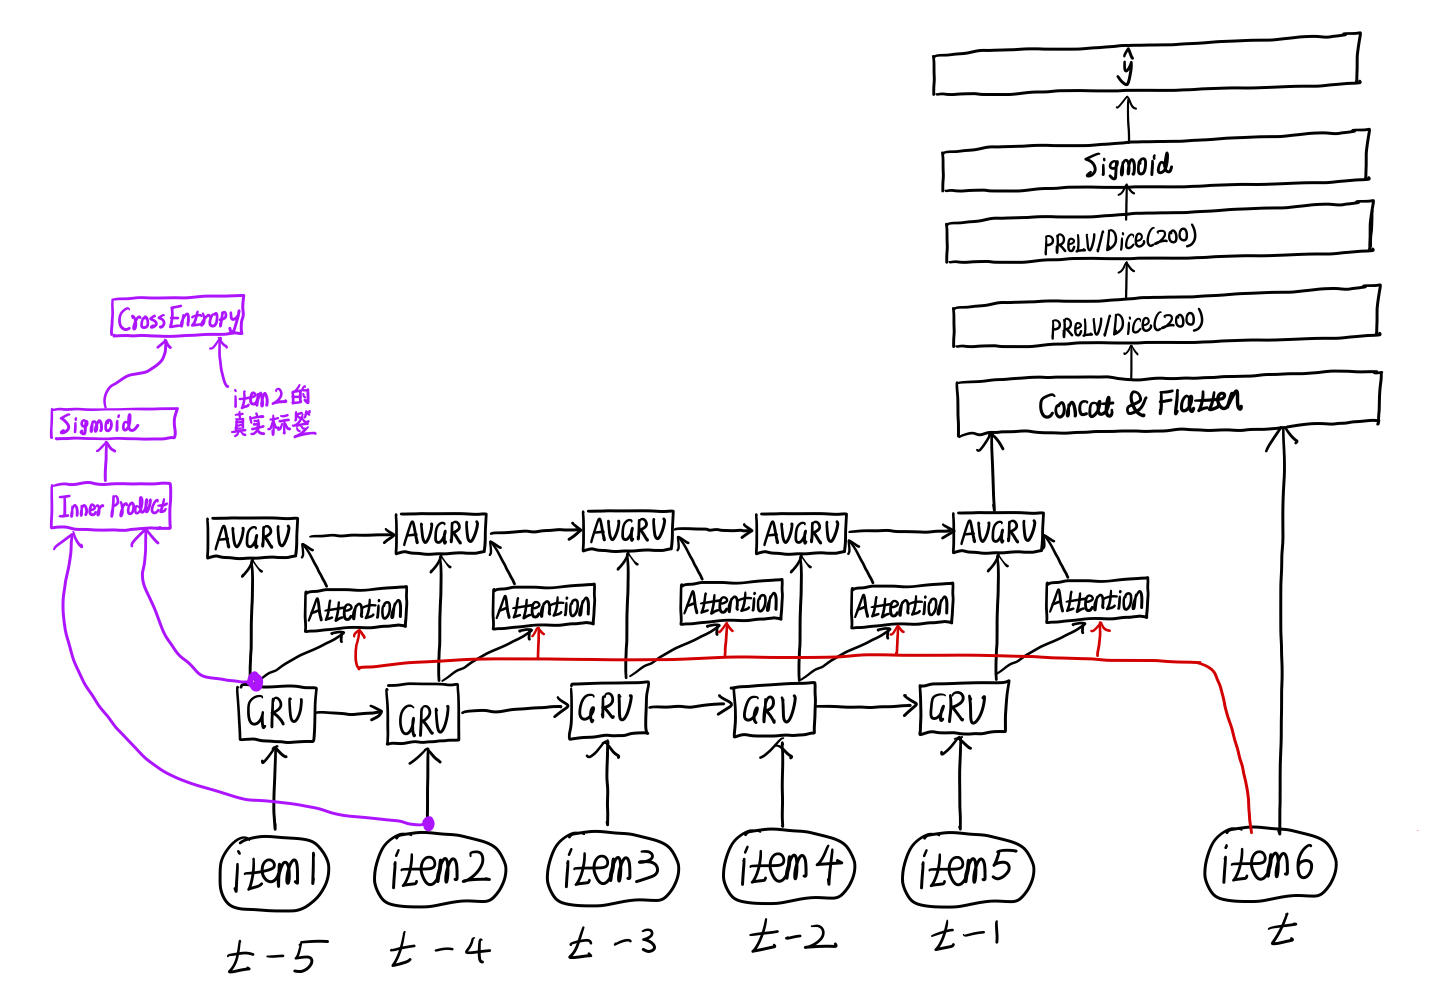 ŷ
Sigmoid
PReLU/Dice(200)
PReLU/Dice(200)
Concat & Flatten
Cross Entropy
item2的
真实标签
Sigmoid
Inner Product
AUGRU AUGRU AUGRU AUGRU AUGRU
Attention Attention Attention Attention Attention
GRU GRU GRU GRU GRU
item1 item2 item3 item4 item5 item6
t-5 t-4 t-3 t-2 t-1 t